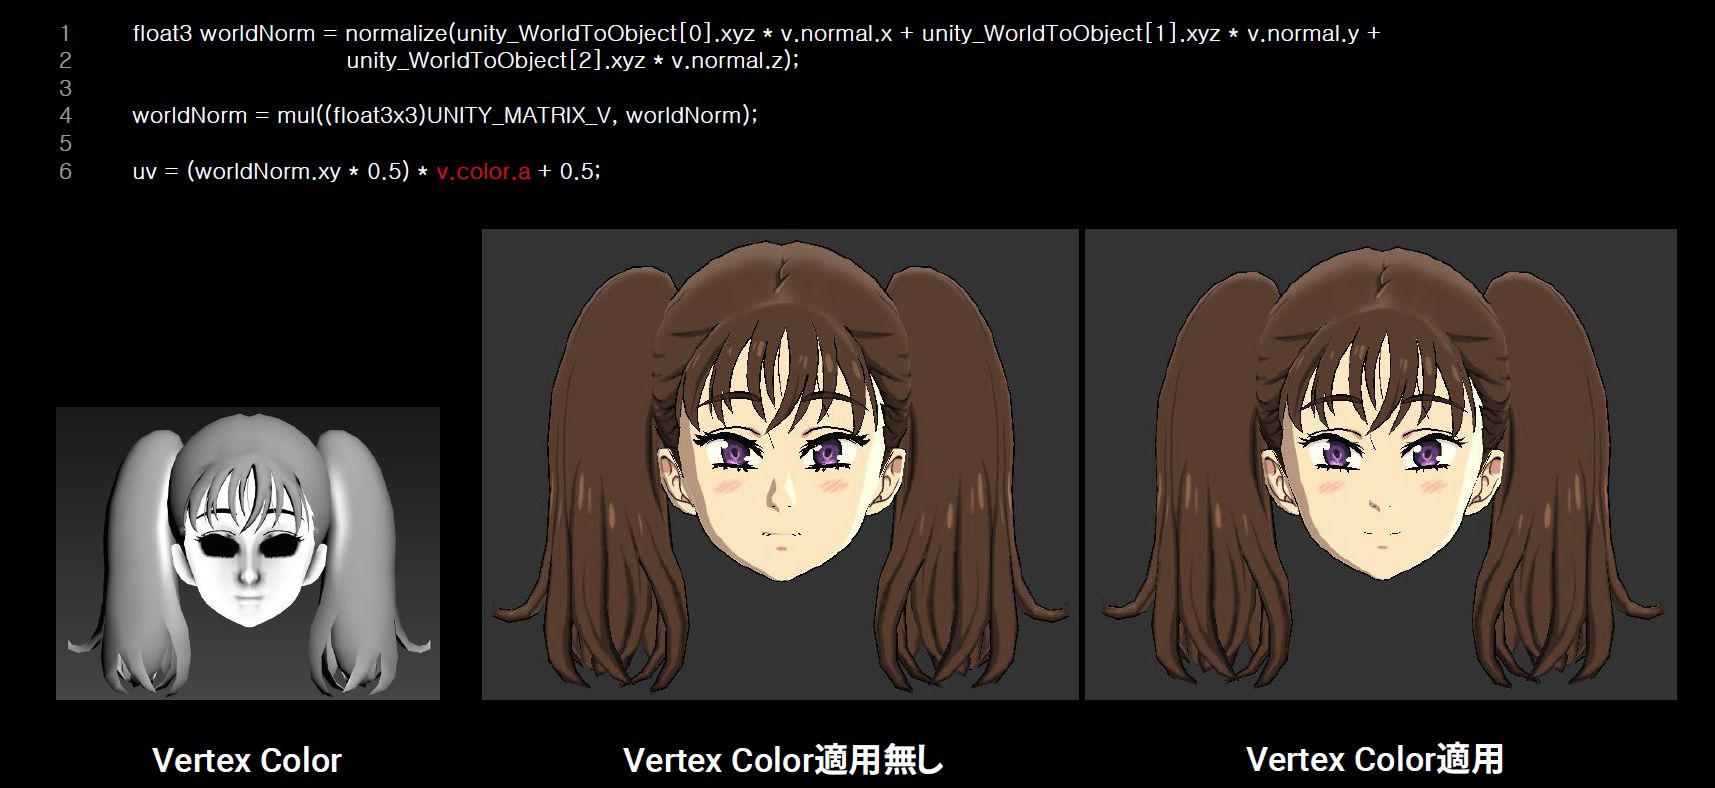 1 float3 worldNorm = normalize(unity_WorldToObject[0].xyz * v.normal.x + unity_WorldToObject[1].xyz * v.normal.y +
2 unity_WorldToObject[2].xyz * v.normal.z);
3
4 worldNorm = mul((float3x3)UNITY_MATRIX_V, worldNorm);
5
6 uv = (worldNorm.xy * 0.5) * v.color.a + 0.5;
Vertex Color
Vertex Color適用無し
Vertex Color適用